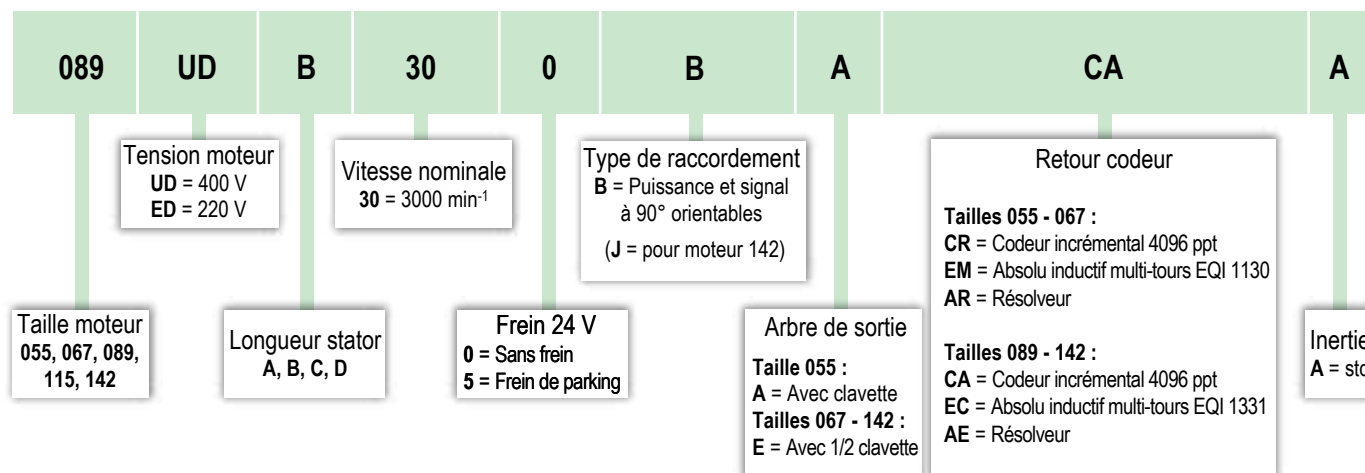 089 UD B 30 0 B A CA A
Tension moteur
UD = 400 V
ED = 220 V
Vitesse nominale
30 = 3000 min-1
Type de raccordement
B = Puissance et signal
à 90° orientables
(J = pour moteur 142)
Retour codeur
Tailles 055 - 067 :
CR = Codeur incrémental 4096 ppt
EM = Absolu inductif multi-tours EQI 1130
AR = Résolveur
Tailles 089 - 142 :
CA = Codeur incrémental 4096 ppt
EC = Absolu inductif multi-tours EQI 1331
AE = Résolveur
Taille moteur
055, 067, 089,
115, 142
Longueur stator
A, B, C, D
Frein 24 V
0 = Sans frein
5 = Frein de parking
Arbre de sortie
Taille 055 :
A = Avec clavette
Tailles 067 - 142 :
E = Avec 1/2 clavette
Inertie
A =